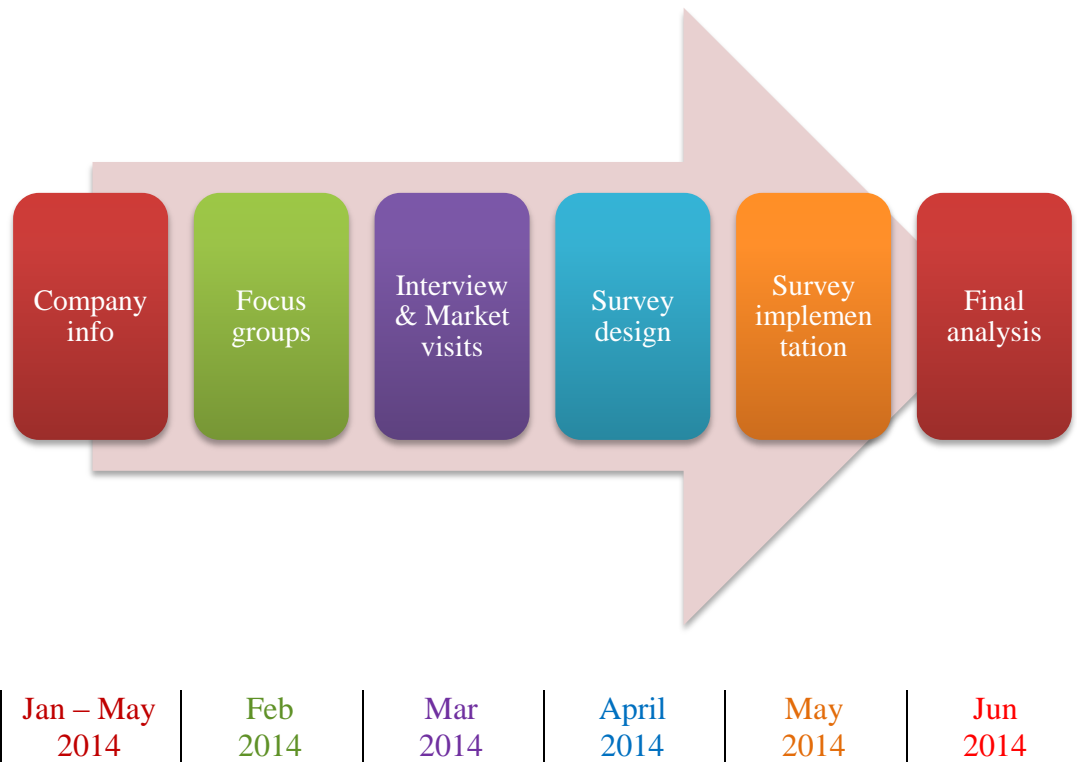 Company
info
Focus
groups
Interview
& Market
visits
Survey
design
Survey
implemen
tation
Final
analysis
Jan – May
2014
Feb
2014
Mar
2014
April
2014
May
2014
Jun
2014